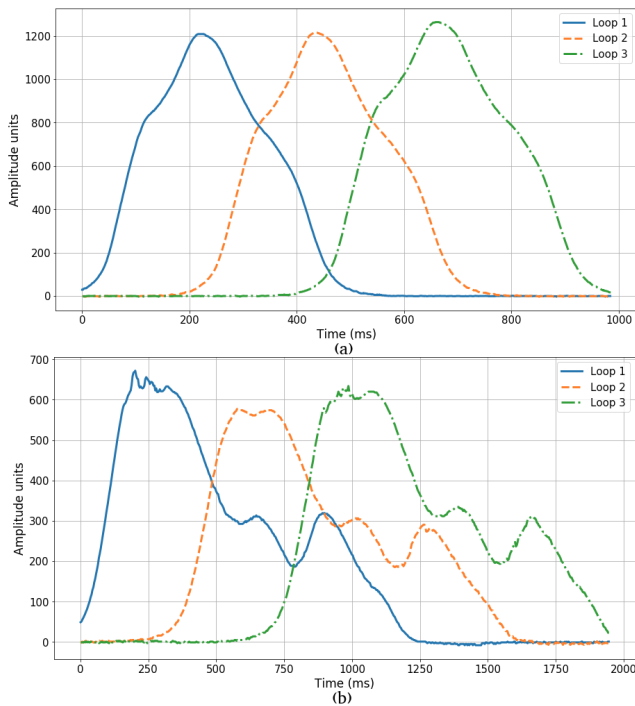 1200
1000
800
600
400
200
0
Amplitude units
Loop 1
Loop 2
Loop 3
0 200 400 600 800 1000
Time (ms)
(a)
700
600
500
400
300
200
100
0
Amplitude units
Loop 1
Loop 2
Loop 3
0 250 500 750 1000 1250 1500 1750 2000
Time (ms)
(b)